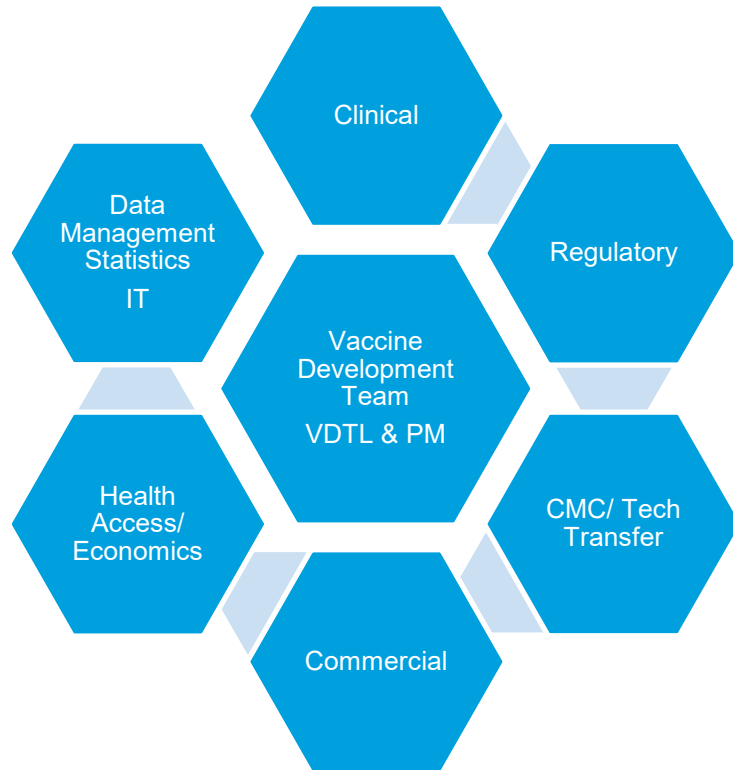 Clinical
Data
Management
Statistics
IT
Regulatory
Vaccine
Development
Team
VDTL & PM
Health
Access/
Economics
CMC/ Tech
Transfer
Commercial